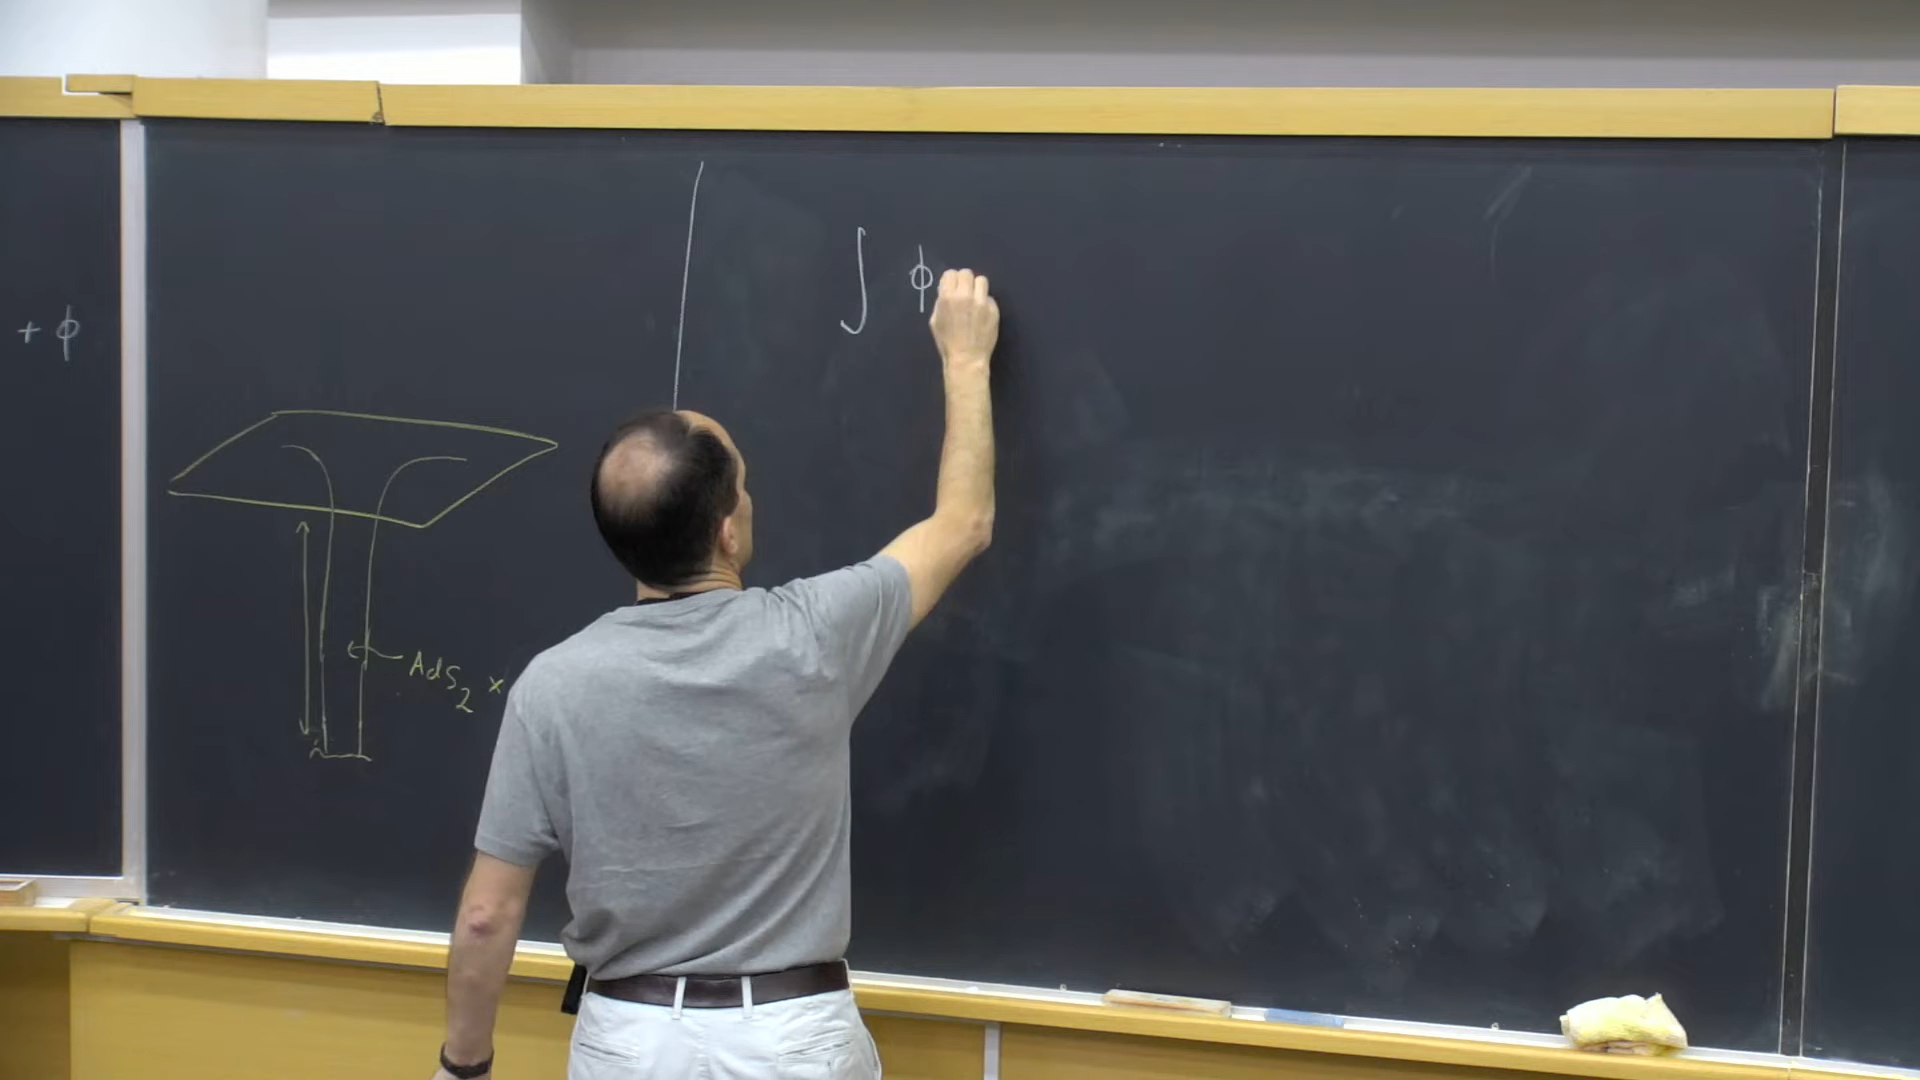 + ϕ
∫ ϕ
AdS₂ ×